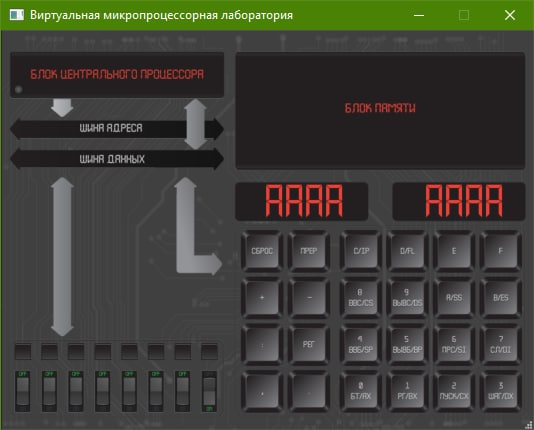 Виртуальная микропроцессорная лаборатория
БЛОК ЦЕНТРАЛЬНОГО ПРОЦЕССОРА
БЛОК ПАМЯТИ
ШИНА АДРЕСА
ШИНА ДАННЫХ
AAAA AAAA
СБРОС ПРЕР C/IP D/FL E F
+ - 8 ВВС/CS 9 ВЫВС/DS A/SS B/ES
: РЕГ 4 ВВБ/SP 5 ВЫВБ/BP 6 ПРС/SI 7 СЛ/DI
0 БТ/AX 1 РГ/BX 2 ПУСК/CX 3 ШАГ/DX
OFF OFF OFF OFF OFF OFF OFF
ON